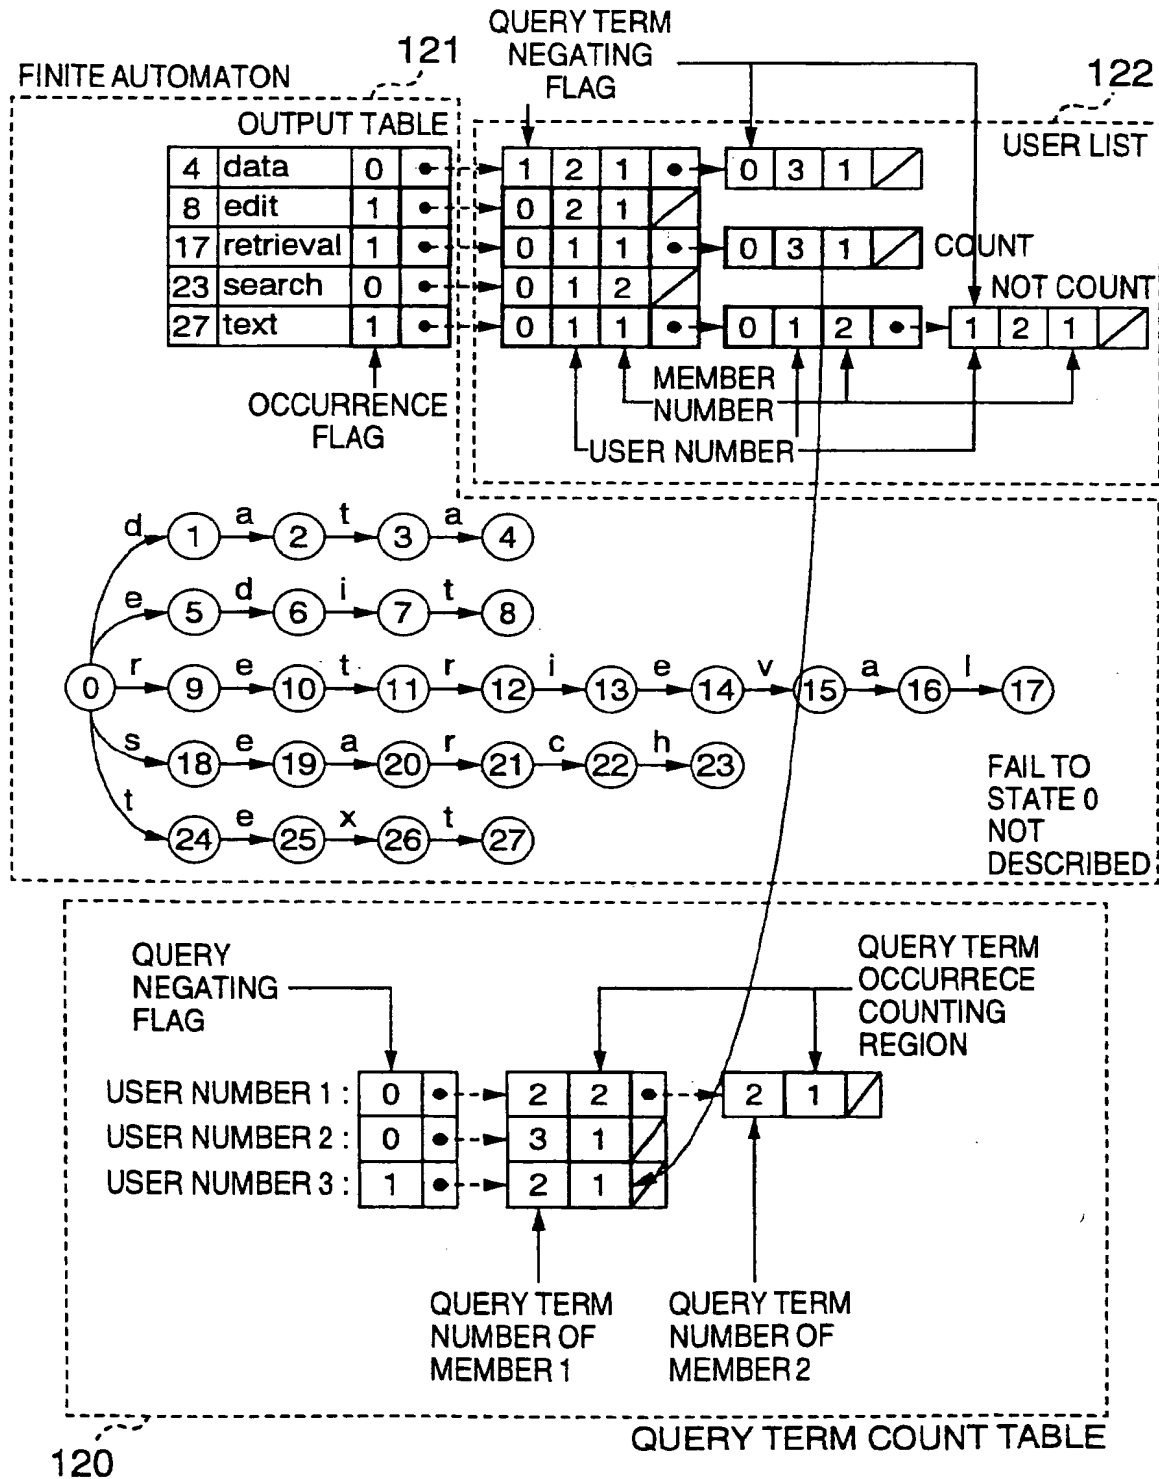 QUERY TERM
NEGATING
FLAG
121
FINITE AUTOMATON
122
OUTPUT TABLE
USER LIST
4 data 0 1 2 1 0 3 1
8 edit 1 0 2 1
17 retrieval 1 0 1 1 0 3 1 COUNT
23 search 0 0 1 2 NOT COUNT
27 text 1 0 1 1 0 1 2 1 2 1
OCCURRENCE
FLAG
MEMBER
NUMBER
USER NUMBER
d a t a
1 2 3 4
e d i t
5 6 7 8
r e t r i e v a l
0 9 10 11 12 13 14 15 16 17
s e a r c h
18 19 20 21 22 23
t e x t
24 25 26 27
FAIL TO
STATE 0
NOT
DESCRIBED
QUERY
NEGATING
FLAG
QUERY TERM
OCCURRECE
COUNTING
REGION
USER NUMBER 1 : 0 2 2 2 1
USER NUMBER 2 : 0 3 1
USER NUMBER 3 : 1 2 1
QUERY TERM
NUMBER OF
MEMBER 1
QUERY TERM
NUMBER OF
MEMBER 2
120
QUERY TERM COUNT TABLE